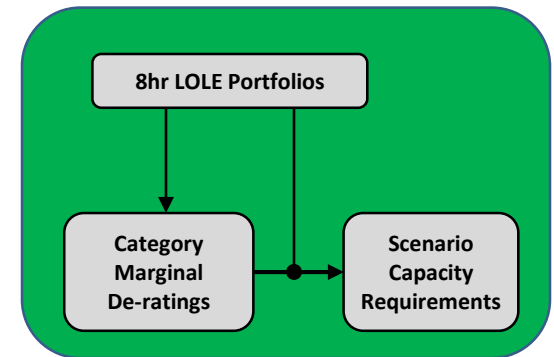 8hr LOLE Portfolios
Category
Marginal
De-ratings
Scenario
Capacity
Requirements